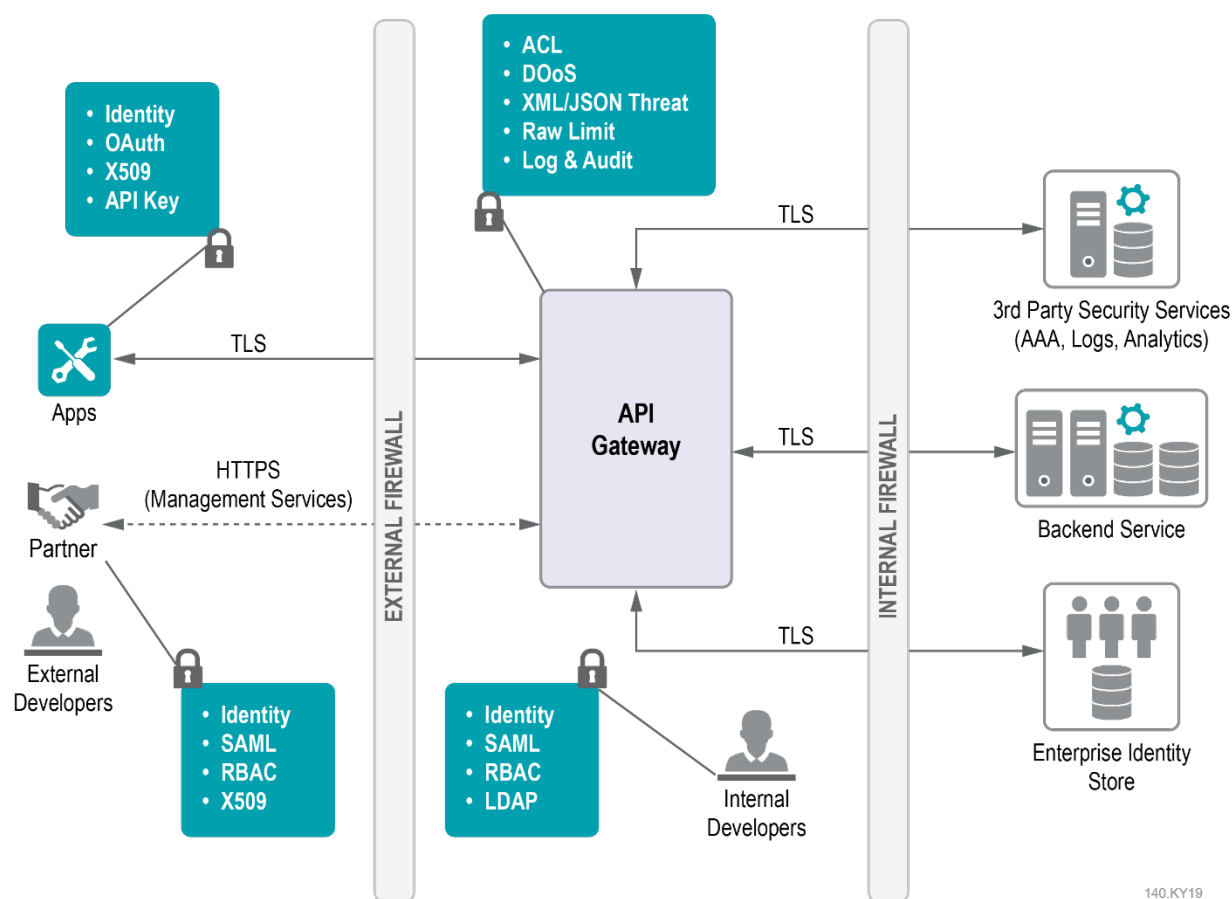 • Identity
• OAuth
• X509
• API Key
• ACL
• DOoS
• XML/JSON Threat
• Raw Limit
• Log & Audit
TLS
3rd Party Security Services
(AAA, Logs, Analytics)
TLS
Apps
API
Gateway
TLS
Backend Service
HTTPS
(Management Services)
Partner
EXTERNAL FIREWALL
INTERNAL FIREWALL
External
Developers
TLS
Enterprise Identity
Store
• Identity
• SAML
• RBAC
• X509
• Identity
• SAML
• RBAC
• LDAP
Internal
Developers
140.KY19